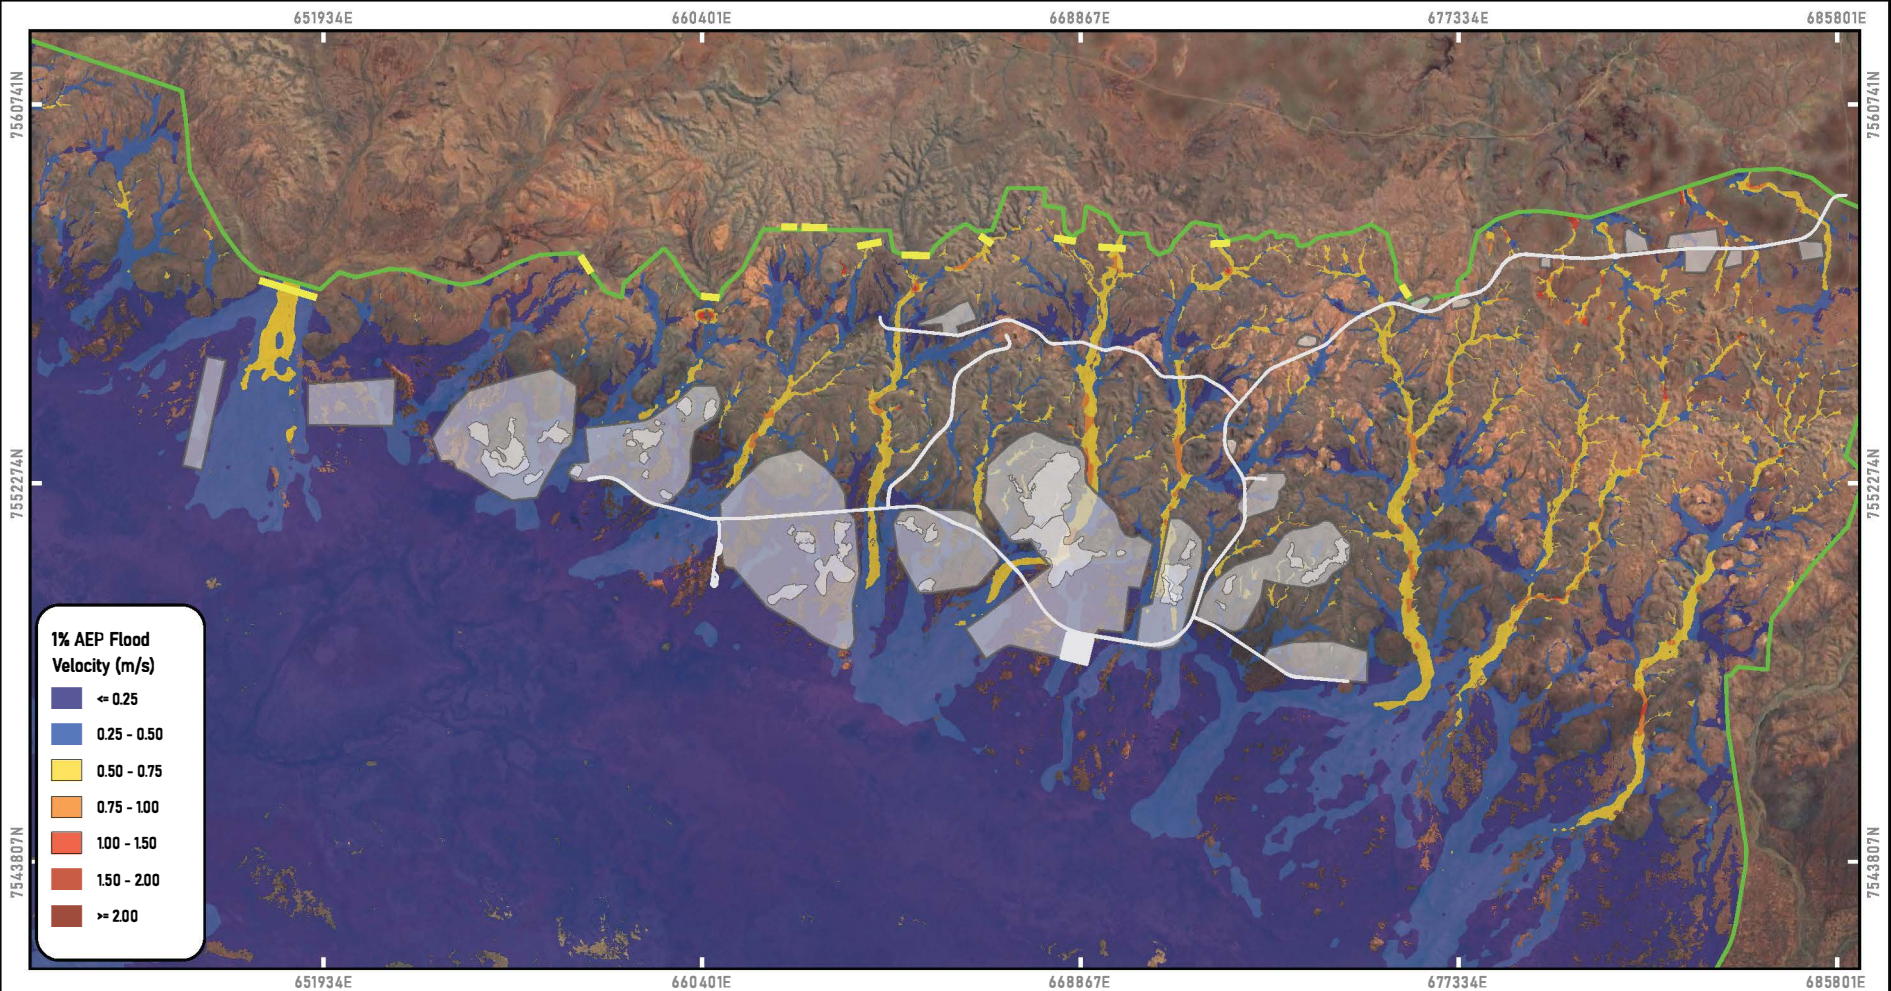 651934E 660401E 668867E 677334E 685801E
7560741N
7560741N
7552274N
7552274N
7543807N
7543807N
1% AEP Flood
Velocity (m/s)
<= 0.25
0.25 - 0.50
0.50 - 0.75
0.75 - 1.00
1.00 - 1.50
1.50 - 2.00
>= 2.00
651934E 660401E 668867E 677334E 685801E